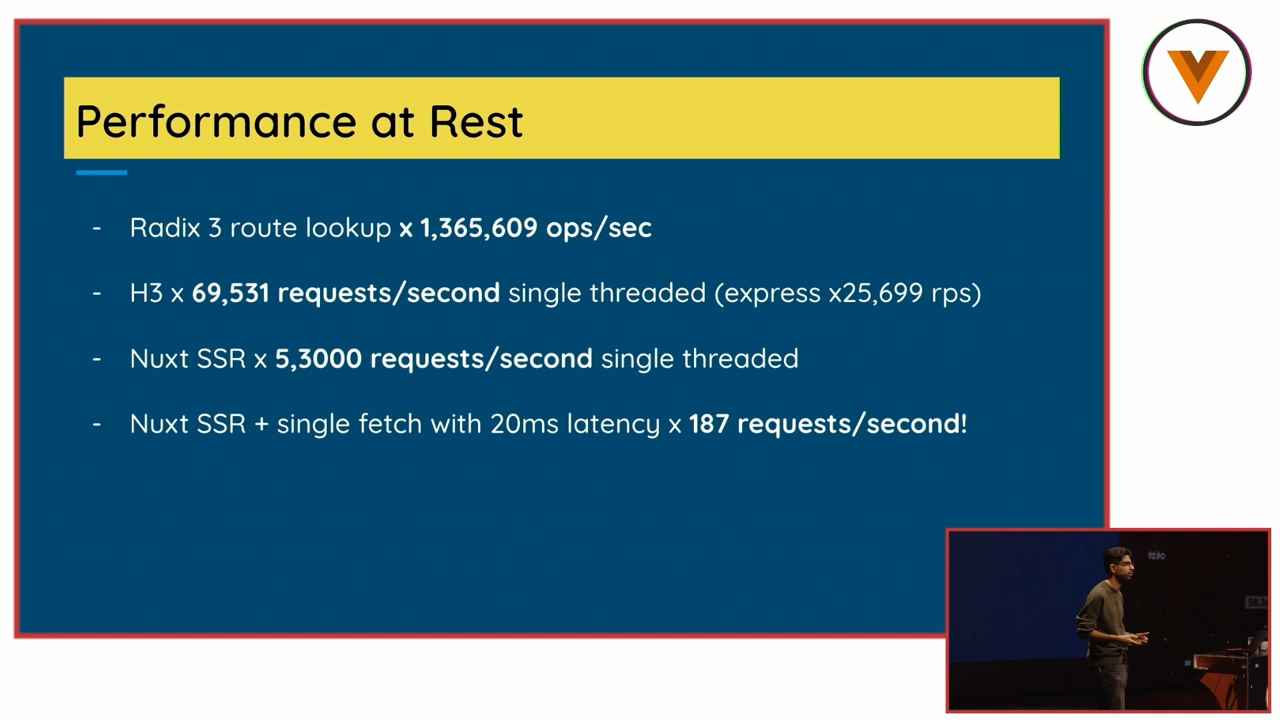 Performance at Rest
- Radix 3 route lookup x 1,365,609 ops/sec
- H3 x 69,531 requests/second single threaded (express x25,699 rps)
- Nuxt SSR x 5,3000 requests/second single threaded
- Nuxt SSR + single fetch with 20ms latency x 187 requests/second!